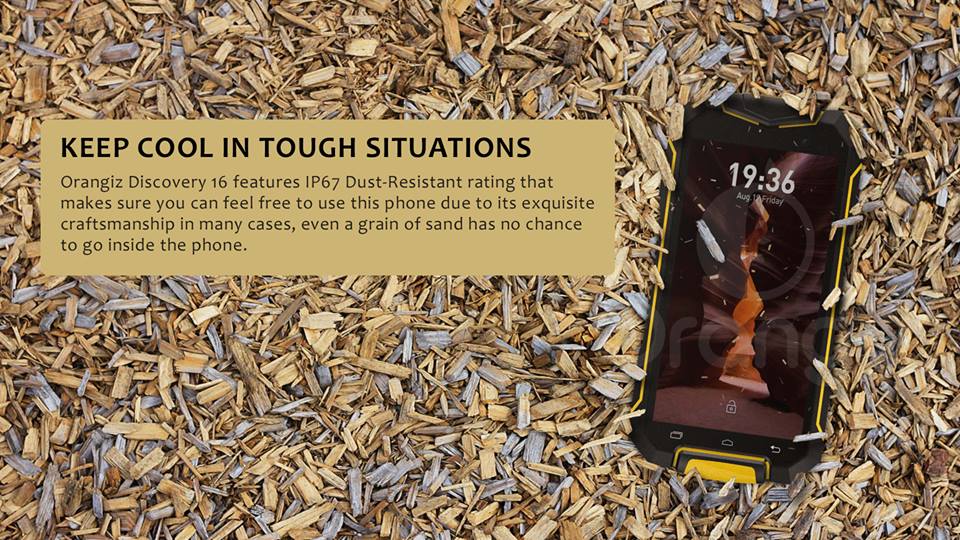 KEEP COOL IN TOUGH SITUATIONS
Orangiz Discovery 16 features IP67 Dust-Resistant rating that
makes sure you can feel free to use this phone due to its exquisite
craftsmanship in many cases, even a grain of sand has no chance
to go inside the phone.
19:36
Friday